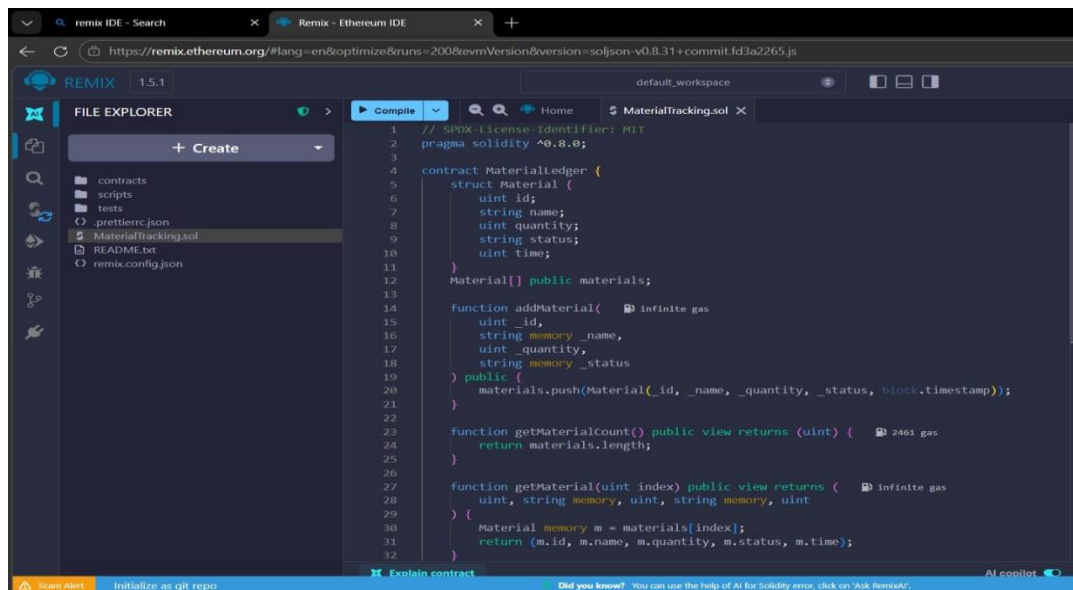 remix IDE - Search
Remix - Ethereum IDE
https://remix.ethereum.org/#lang=en&optimize&runs=200&evmVersion&version=soljson-v0.8.31+commit.fd3a2265.js
REMIX 1.5.1
default_workspace
FILE EXPLORER
+ Create
contracts
scripts
tests
.prettierrc.json
MaterialTracking.sol
README.txt
remix.config.json
Compile
Home
MaterialTracking.sol
1 // SPDX-License-Identifier: MIT
2 pragma solidity ^0.8.0;
3
4 contract MaterialLedger {
5 struct Material {
6 uint id;
7 string name;
8 uint quantity;
9 string status;
10 uint time;
11 }
12 Material[] public materials;
13
14 function addMaterial( infinite gas
15 uint _id,
16 string memory _name,
17 uint _quantity,
18 string memory _status
19 ) public {
20 materials.push(Material(_id, _name, _quantity, _status, block.timestamp));
21 }
22
23 function getMaterialCount() public view returns (uint) { 2461 gas
24 return materials.length;
25 }
26
27 function getMaterial(uint index) public view returns ( infinite gas
28 uint, string memory, uint, string memory, uint
29 ) {
30 Material memory m = materials[index];
31 return (m.id, m.name, m.quantity, m.status, m.time);
32 }
Explain contract
AI copilot
Scam Alert
Initialize as git repo
Did you know? You can use the help of AI for Solidity error, click on 'Ask RemixAI'.